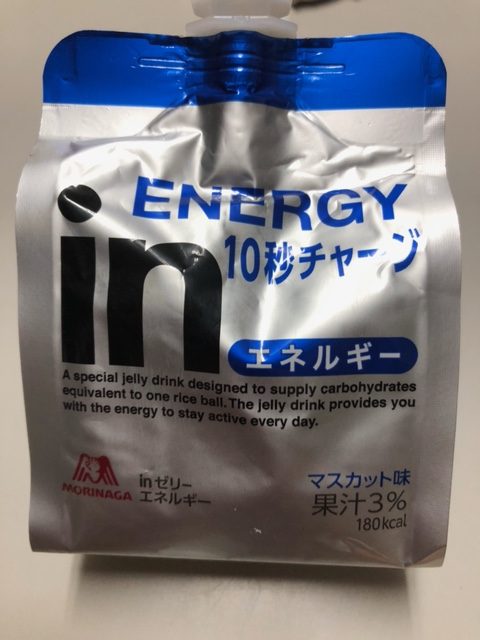 ENERGY
in
10秒チャージ
エネルギー
A special jelly drink designed to supply carbohydrates
equivalent to one rice ball. The jelly drink provides you
with the energy to stay active every day.
MORINAGA
inゼリー
エネルギー
マスカット味
果汁3%
180kcal